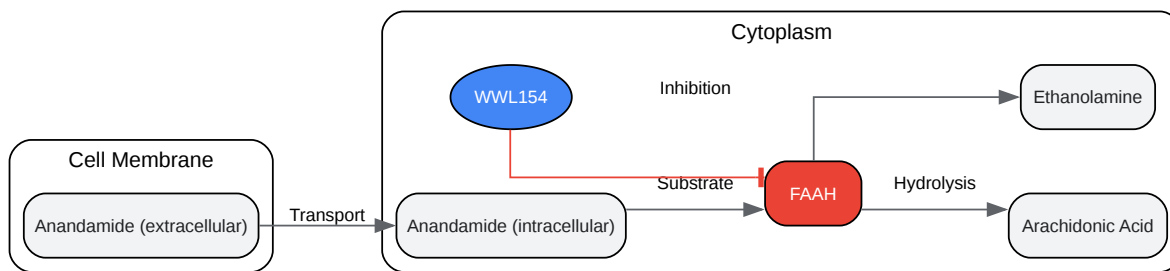 Cytoplasm
WWL154
Inhibition
Ethanolamine
Cell Membrane
Substrate
FAAH
Hydrolysis
Anandamide (extracellular)
Transport
Anandamide (intracellular)
Arachidonic Acid